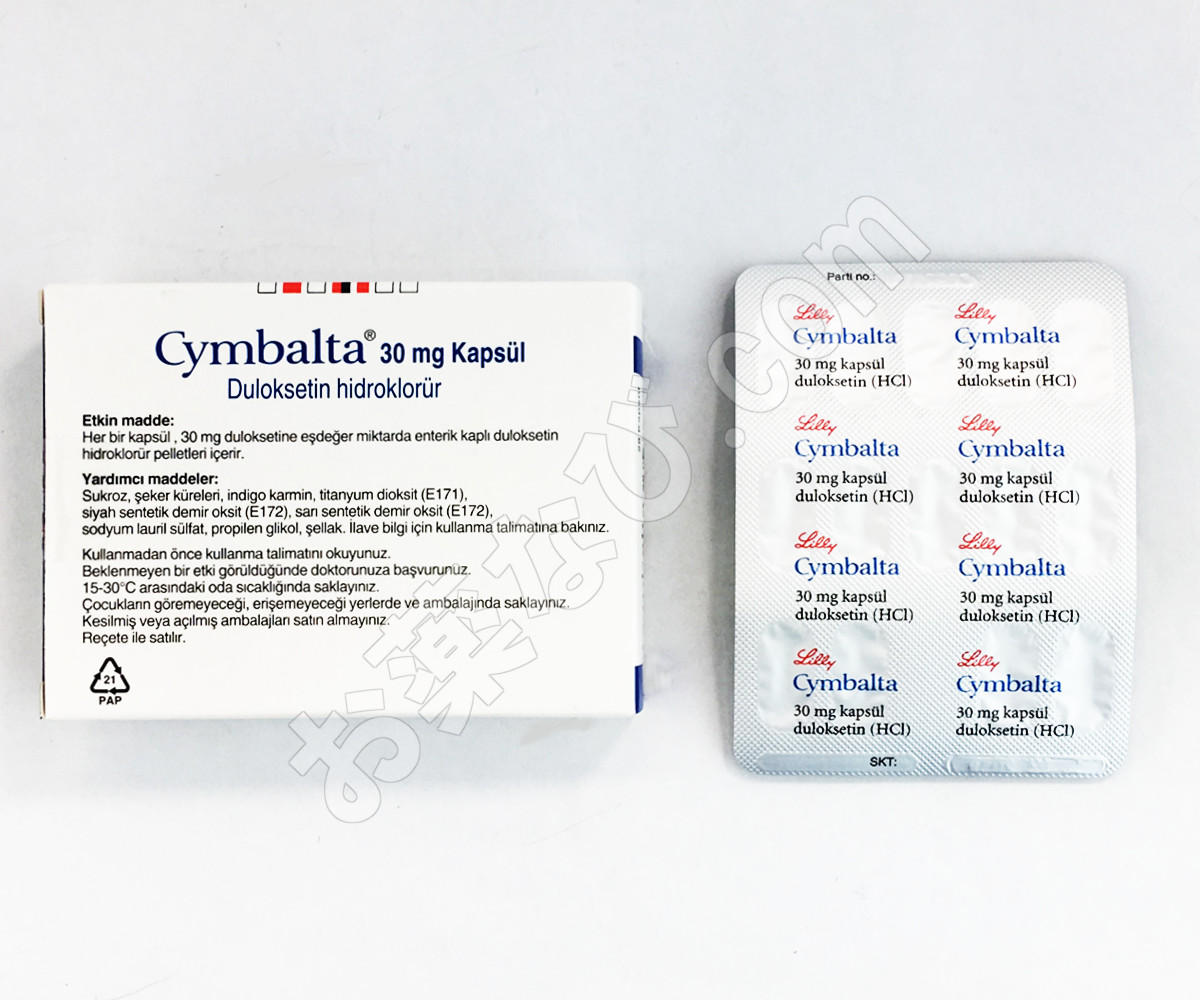 Cymbalta® 30 mg Kapsül
Duloksetin hidroklorür
Etkin madde:
Her bir kapsül , 30 mg duloksetine eşdeğer miktarda enterik kaplı duloksetin
hidroklorür pelletleri içerir.
Yardımcı maddeler:
Sukroz, şeker küreleri, indigo karmin, titanyum dioksit (E171),
siyah sentetik demir oksit (E172), sarı sentetik demir oksit (E172),
sodyum lauril sülfat, propilen glikol, şellak. İlave bilgi için kullanma talimatına bakınız.
Kullanmadan önce kullanma talimatını okuyunuz.
Beklenmeyen bir etki görüldüğünde doktorunuza başvurunuz.
15-30°C arasındaki oda sıcaklığında saklayınız.
Çocukların göremeyeceği, erişemeyeceği yerlerde ve ambalajında saklayınız.
Kesilmiş veya açılmış ambalajları satın almayınız.
Reçete ile satılır.
21
PAP
Parti no.:
Lilly Lilly
Cymbalta Cymbalta
30 mg kapsül 30 mg kapsül
duloksetin (HCl) duloksetin (HCl)
Lilly Lilly
Cymbalta Cymbalta
30 mg kapsül 30 mg kapsül
duloksetin (HCl) duloksetin (HCl)
Lilly Lilly
Cymbalta Cymbalta
30 mg kapsül 30 mg kapsül
duloksetin (HCl) duloksetin (HCl)
Lilly Lilly
Cymbalta Cymbalta
30 mg kapsül 30 mg kapsül
duloksetin (HCl) duloksetin (HCl)
SKT:
お薬なび.com